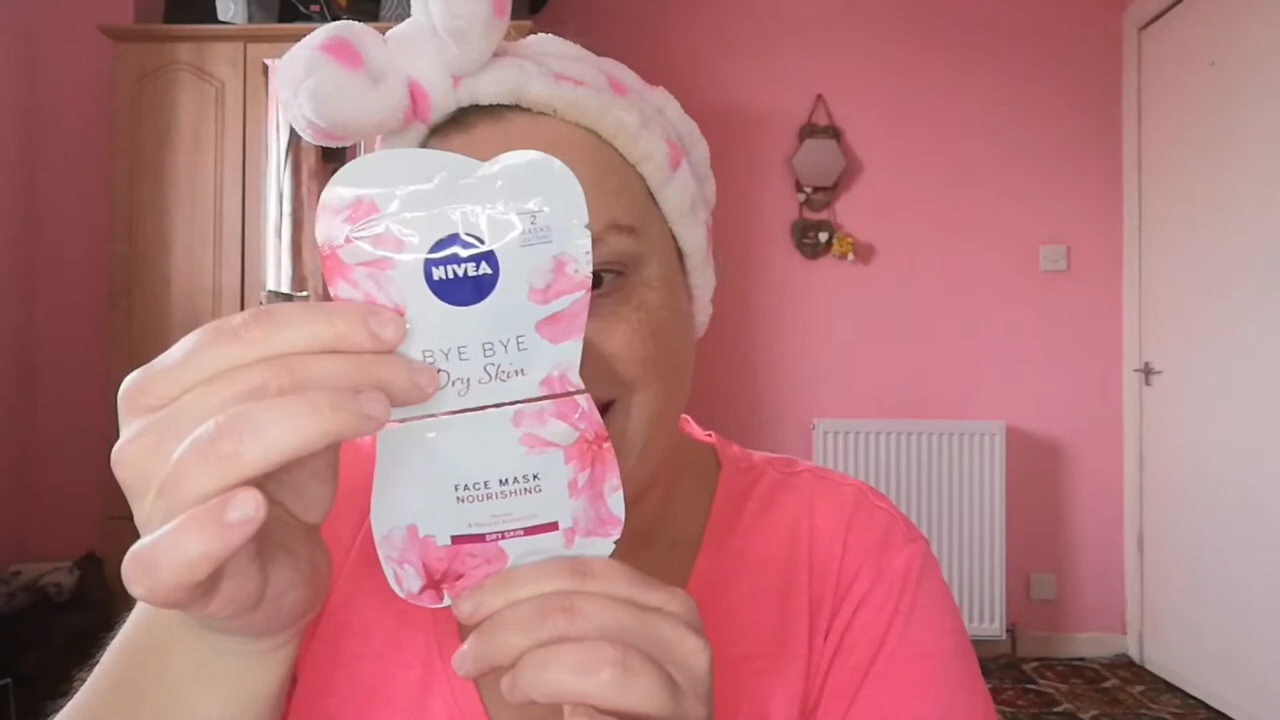 2
MASKS
NIVEA
BYE BYE
Dry Skin
FACE MASK
NOURISHING
DRY SKIN